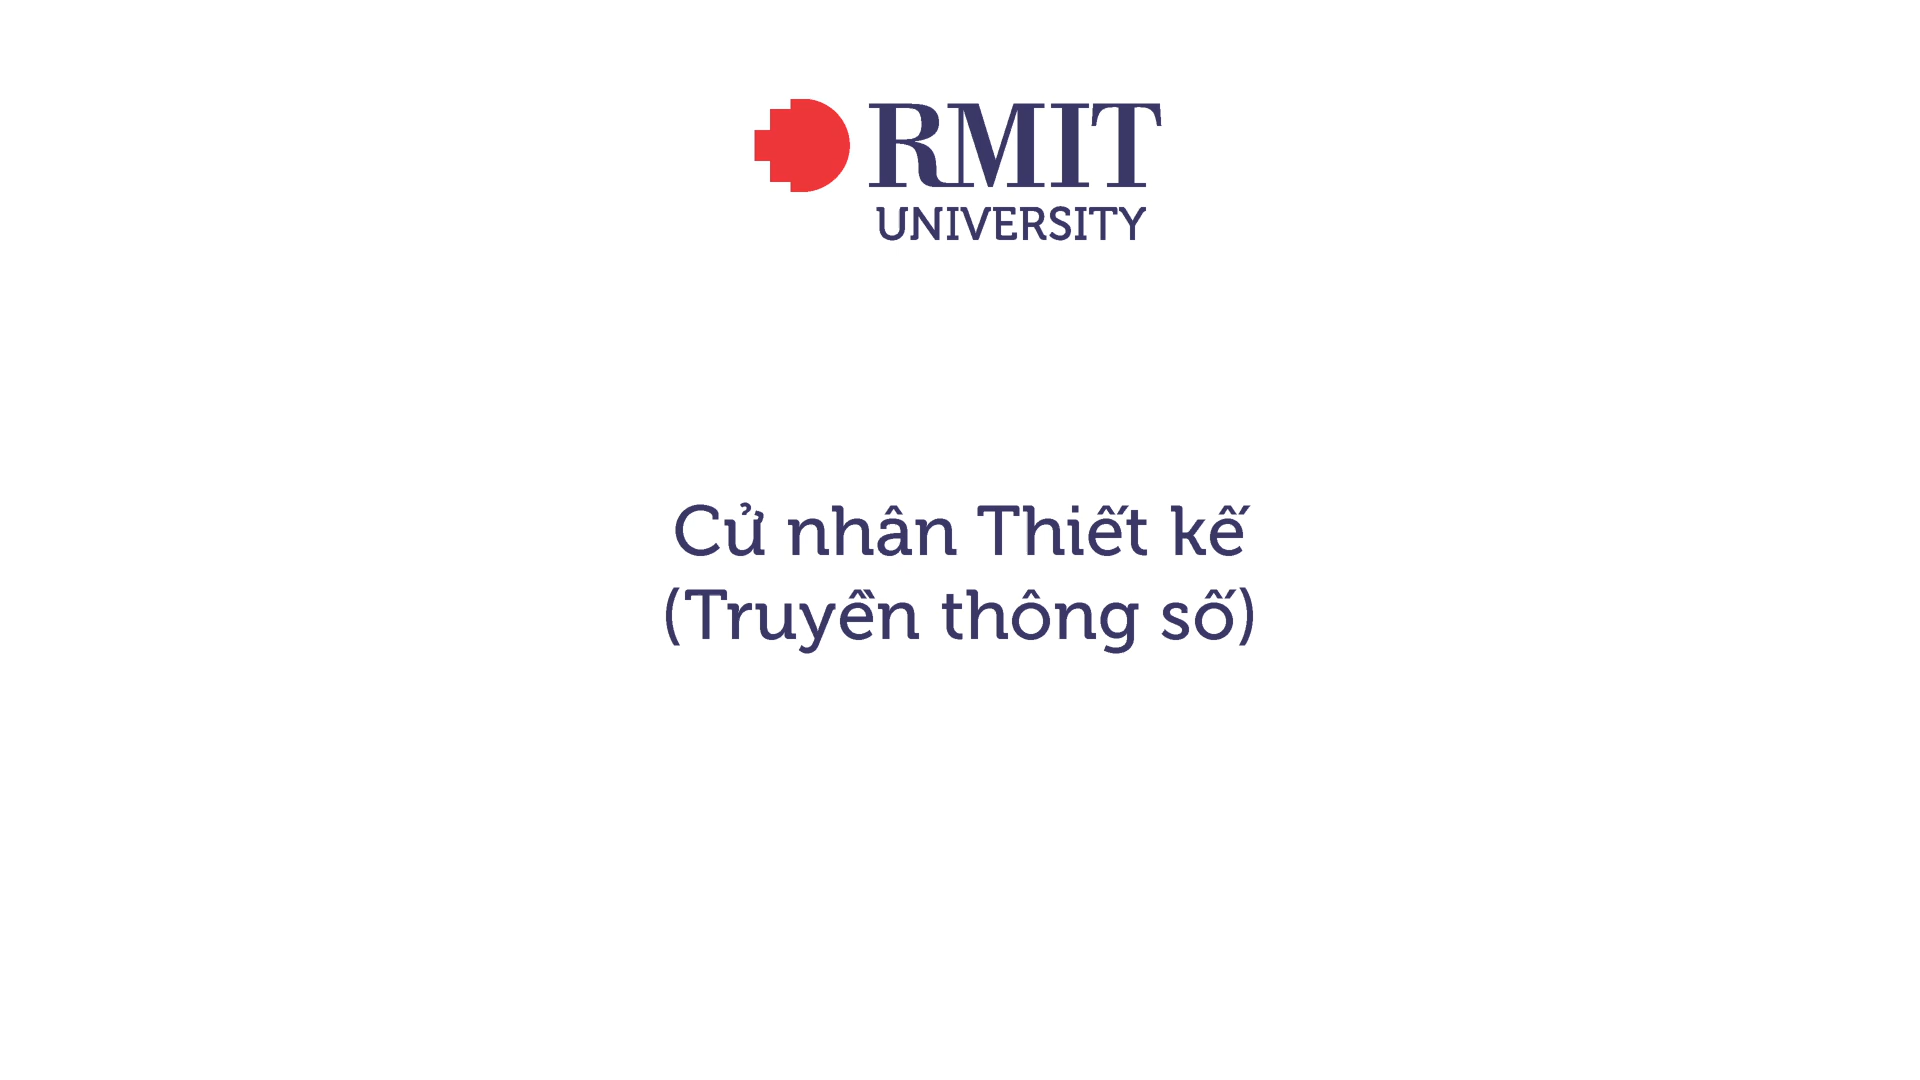 RMIT
UNIVERSITY
Cử nhân Thiết kế
(Truyền thông số)